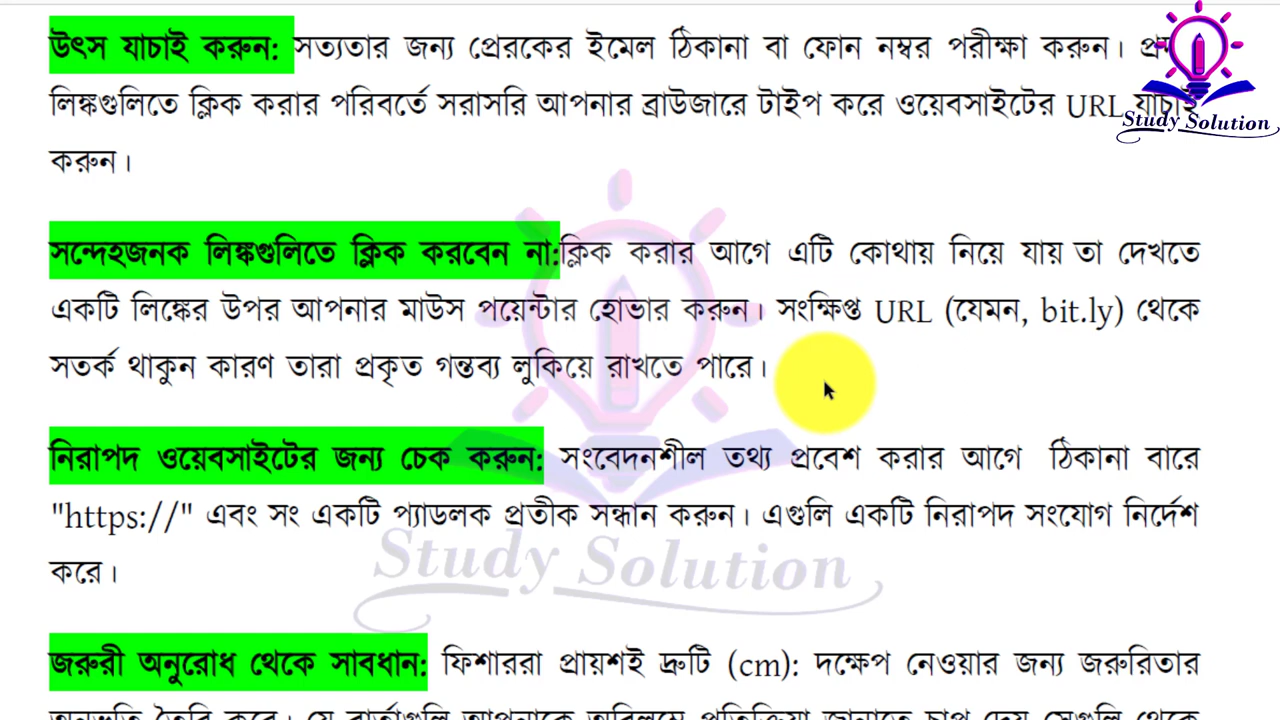 উৎস যাচাই করুন: সত্যতার জন্য প্রেরকের ইমেল ঠিকানা বা ফোন নম্বর পরীক্ষা করুন।
লিঙ্কগুলিতে ক্লিক করার পরিবর্তে সরাসরি আপনার ব্রাউজারে টাইপ করে ওয়েবসাইটের URL যাচাই
করুন।
সন্দেহজনক লিঙ্কগুলিতে ক্লিক করবেন না:ক্লিক করার আগে এটি কোথায় নিয়ে যায় তা দেখতে
একটি লিঙ্কের উপর আপনার মাউস পয়েন্টার হোভার করুন। সংক্ষিপ্ত URL (যেমন, bit.ly) থেকে
সতর্ক থাকুন কারণ তারা প্রকৃত গন্তব্য লুকিয়ে রাখতে পারে।
নিরাপদ ওয়েবসাইটের জন্য চেক করুন: সংবেদনশীল তথ্য প্রবেশ করার আগে ঠিকানা বারে
"https://" এবং সং একটি প্যাডলক প্রতীক সন্ধান করুন। এগুলি একটি নিরাপদ সংযোগ নির্দেশ
করে।
জরুরী অনুরোধ থেকে সাবধান: ফিশাররা প্রায়শই দ্রুটি (cm): দক্ষেপ নেওয়ার জন্য জরুরিতার
Study Solution
Study Solution